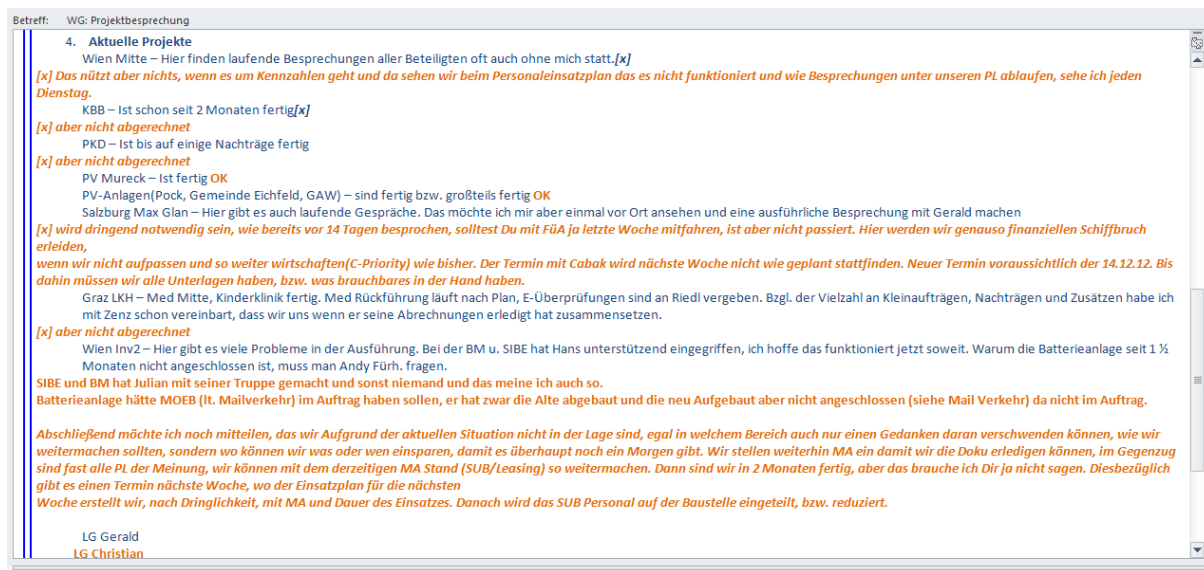 Betreff: WG: Projektbesprechung
4. Aktuelle Projekte
Wien Mitte – Hier finden laufende Besprechungen aller Beteiligten oft auch ohne mich statt.[x]
[x] Das nützt aber nichts, wenn es um Kennzahlen geht und da sehen wir beim Personaleinsatzplan das es nicht funktioniert und wie Besprechungen unter unseren PL ablaufen, sehe ich jeden
Dienstag.
KBB – Ist schon seit 2 Monaten fertig[x]
[x] aber nicht abgerechnet
PKD – Ist bis auf einige Nachträge fertig
[x] aber nicht abgerechnet
PV Mureck – Ist fertig OK
PV-Anlagen(Pock, Gemeinde Eichfeld, GAW) – sind fertig bzw. großteils fertig OK
Salzburg Max Glan – Hier gibt es auch laufende Gespräche. Das möchte ich mir aber einmal vor Ort ansehen und eine ausführliche Besprechung mit Gerald machen
[x] wird dringend notwendig sein, wie bereits vor 14 Tagen besprochen, solltest Du mit FüA ja letzte Woche mitfahren, ist aber nicht passiert. Hier werden wir genauso finanziellen Schiffbruch
erleiden,
wenn wir nicht aufpassen und so weiter wirtschaften(C-Priority) wie bisher. Der Termin mit Cabak wird nächste Woche nicht wie geplant stattfinden. Neuer Termin voraussichtlich der 14.12.12. Bis
dahin müssen wir alle Unterlagen haben, bzw. was brauchbares in der Hand haben.
Graz LKH – Med Mitte, Kinderklinik fertig. Med Rückführung läuft nach Plan, E-Überprüfungen sind an Riedl vergeben. Bzgl. der Vielzahl an Kleinaufträgen, Nachträgen und Zusätzen habe ich
mit Zenz schon vereinbart, dass wir uns wenn er seine Abrechnungen erledigt hat zusammensetzen.
[x] aber nicht abgerechnet
Wien Inv2 – Hier gibt es viele Probleme in der Ausführung. Bei der BM u. SIBE hat Hans unterstützend eingegriffen, ich hoffe das funktioniert jetzt soweit. Warum die Batterieanlage seit 1 ½
Monaten nicht angeschlossen ist, muss man Andy Fürh. fragen.
SIBE und BM hat Julian mit seiner Truppe gemacht und sonst niemand und das meine ich auch so.
Batterieanlage hätte MOEB (lt. Mailverkehr) im Auftrag haben sollen, er hat zwar die Alte abgebaut und die neu Aufgebaut aber nicht angeschlossen (siehe Mail Verkehr) da nicht im Auftrag.
Abschließend möchte ich noch mitteilen, das wir Aufgrund der aktuellen Situation nicht in der Lage sind, egal in welchem Bereich auch nur einen Gedanken daran verschwenden können, wie wir
weitermachen sollten, sondern wo können wir was oder wen einsparen, damit es überhaupt noch ein Morgen gibt. Wir stellen weiterhin MA ein damit wir die Doku erledigen können, im Gegenzug
sind fast alle PL der Meinung, wir können mit dem derzeitigen MA Stand (SUB/Leasing) so weitermachen. Dann sind wir in 2 Monaten fertig, aber das brauche ich Dir ja nicht sagen. Diesbezüglich
gibt es einen Termin nächste Woche, wo der Einsatzplan für die nächsten
Woche erstellt wir, nach Dringlichkeit, mit MA und Dauer des Einsatzes. Danach wird das SUB Personal auf der Baustelle eingeteilt, bzw. reduziert.
LG Gerald
LG Christian